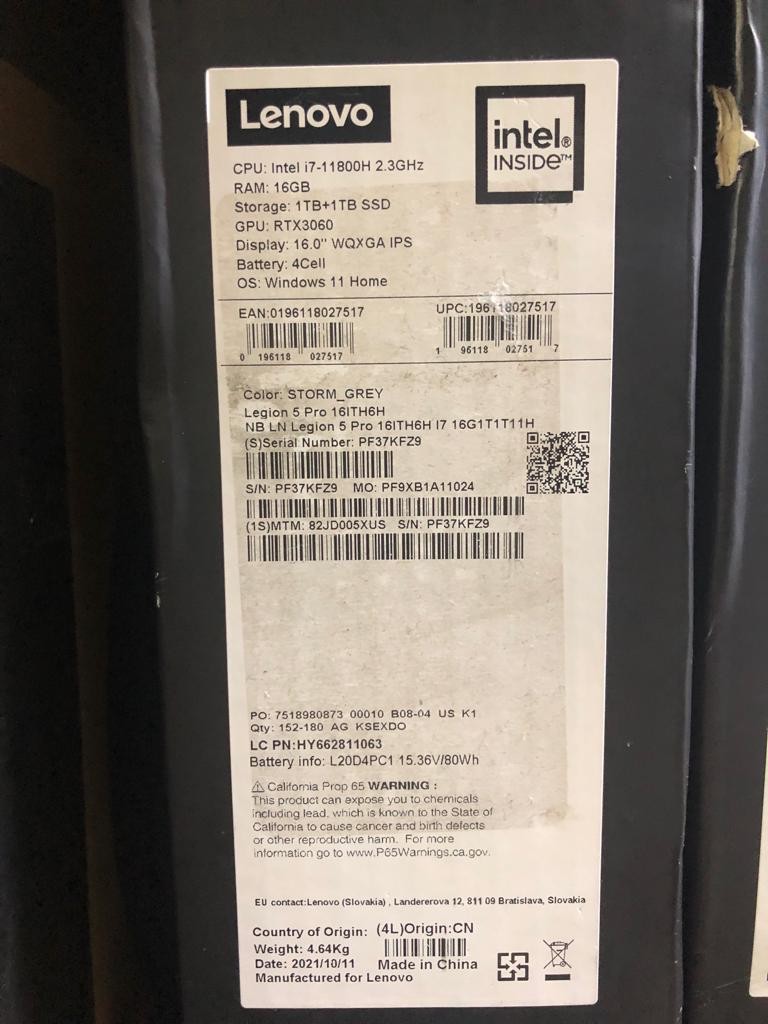 Lenovo
intel®
INSIDE™
CPU: Intel i7-11800H 2.3GHz
RAM: 16GB
Storage: 1TB+1TB SSD
GPU: RTX3060
Display: 16.0" WQXGA IPS
Battery: 4Cell
OS: Windows 11 Home
EAN:0196118027517 UPC:196118027517
0 196118 027517 1 96118 02751 7
Color: STORM_GREY
Legion 5 Pro 16ITH6H
NB LN Legion 5 Pro 16ITH6H I7 16G1T1T11H
(S)Serial Number: PF37KFZ9
S/N: PF37KFZ9 MO: PF9XB1A11024
(1S)MTM: 82JD005XUS S/N: PF37KFZ9
PO: 7518980873 00010 B08-04 US K1
Qty: 152-180 AG KSEXDO
LC PN:HY662811063
Battery info: L20D4PC1 15.36V/80Wh
⚠ California Prop 65 WARNING :
This product can expose you to chemicals
including lead, which is known to the State of
California to cause cancer and birth defects
or other reproductive harm. For more
information go to www.P65Warnings.ca.gov.
EU contact:Lenovo (Slovakia) , Landererova 12, 811 09 Bratislava, Slovakia
Country of Origin: (4L)Origin:CN
Weight: 4.64Kg
Date: 2021/10/11 Made in China
Manufactured for Lenovo